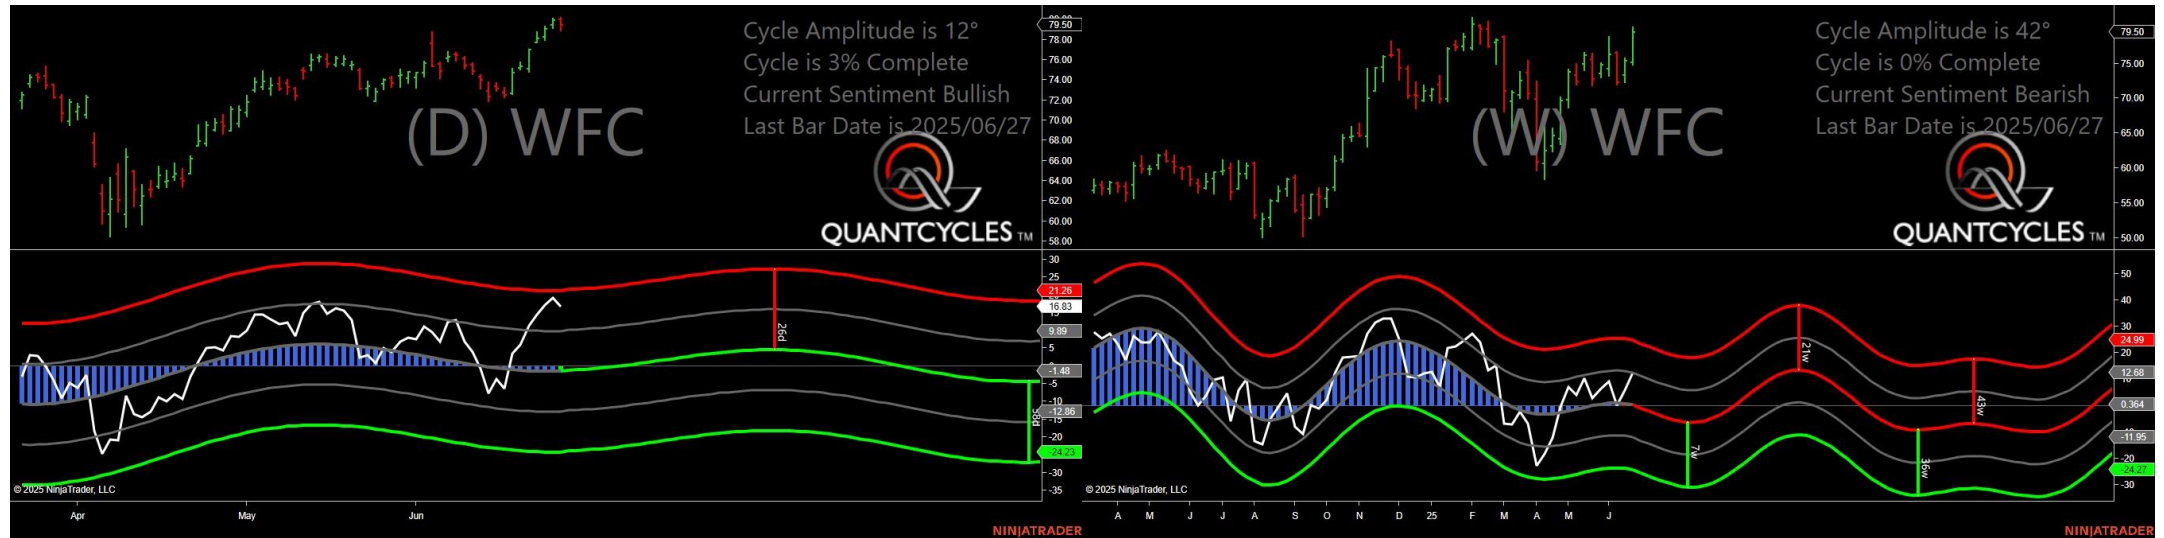 Cycle Amplitude is 12°
Cycle is 3% Complete
Current Sentiment Bullish
Last Bar Date is 2025/06/27
(D) WFC
QUANTCYCLES TM
79.50
78.00
76.00
74.00
72.00
70.00
68.00
66.00
64.00
62.00
60.00
58.00
30
25
21.26
16.83
15
9.89
5
-1.48
-5
-10
-12.86
-15
-20
-24.23
-30
-35
26d
58d
© 2025 NinjaTrader, LLC
Apr
May
Jun
NINJATRADER
Cycle Amplitude is 42°
Cycle is 0% Complete
Current Sentiment Bearish
Last Bar Date is 2025/06/27
(W) WFC
QUANTCYCLES TM
79.50
75.00
70.00
65.00
60.00
55.00
50.00
50
40
30
24.99
20
12.68
0.364
-11.95
-20
-24.27
-30
7w
21w
36w
43w
© 2025 NinjaTrader, LLC
A M J J A S O N D 25 F M A M J
NINJATRADER